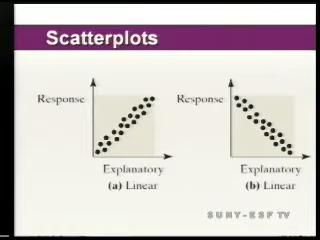 Scatterplots
Response
Explanatory
(a) Linear
Response
Explanatory
(b) Linear
SUNY-ESF TV